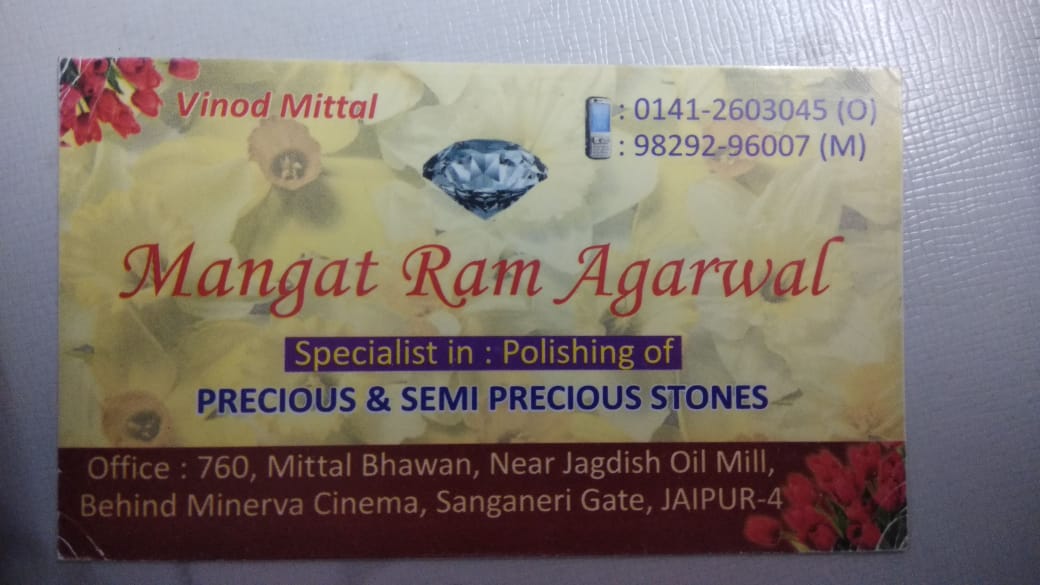 Vinod Mittal
: 0141-2603045 (O)
: 98292-96007 (M)
Mangat Ram Agarwal
Specialist in : Polishing of
PRECIOUS & SEMI PRECIOUS STONES
Office : 760, Mittal Bhawan, Near Jagdish Oil Mill,
Behind Minerva Cinema, Sanganeri Gate, JAIPUR-4